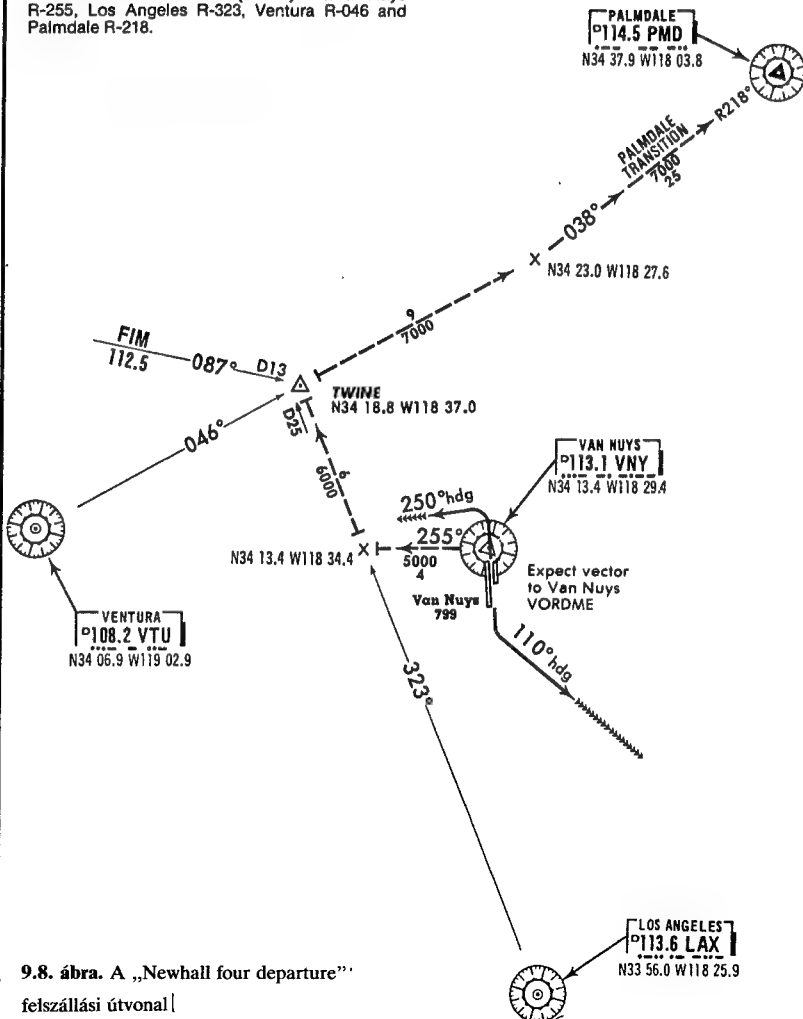 R-255, Los Angeles R-323, Ventura R-046 and
Palmdale R-218.
PALMDALE
D114.5 PMD
N34 37.9 W118 03.8
R218°
PALMDALE
TRANSITION
7000
25
038°
N34 23.0 W118 27.6
9
7000
FIM
112.5
087°
D13
TWINE
N34 18.8 W118 37.0
D25
046°
6
6000
VAN NUYS
D113.1 VNY
N34 13.4 W118 29.4
250°hdg
255°
5000
4
N34 13.4 W118 34.4
Van Nuys
799
Expect vector
to Van Nuys
VORDME
VENTURA
D108.2 VTU
N34 06.9 W119 02.9
110°hdg
323°
LOS ANGELES
D113.6 LAX
N33 56.0 W118 25.9
9.8. ábra. A „Newhall four departure”
felszállási útvonal